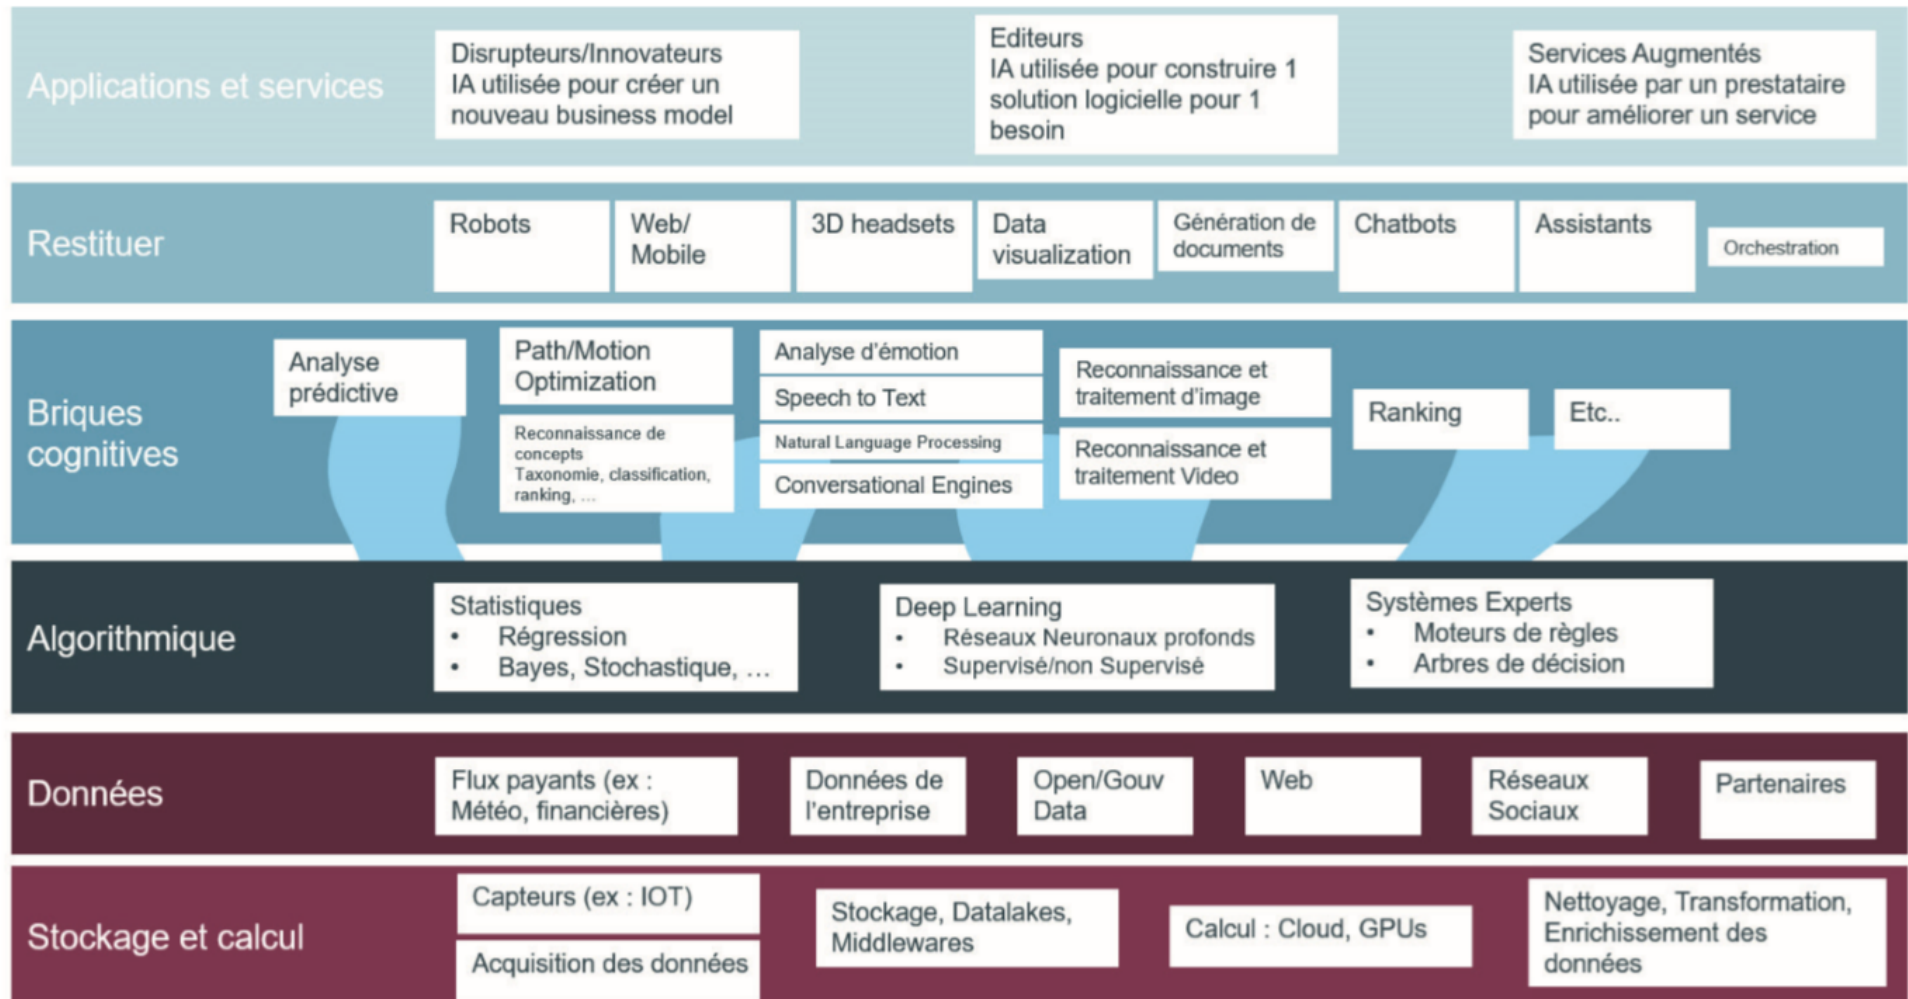 Applications et services
Disrupteurs/Innovateurs
IA utilisée pour créer un
nouveau business model
Editeurs
IA utilisée pour construire 1
solution logicielle pour 1
besoin
Services Augmentés
IA utilisée par un prestataire
pour améliorer un service
Restituer
Robots
Web/
Mobile
3D headsets
Data
visualization
Génération de
documents
Chatbots
Assistants
Orchestration
Briques
cognitives
Analyse
prédictive
Path/Motion
Optimization
Reconnaissance de
concepts
Taxonomie, classification,
ranking, ...
Analyse d'émotion
Speech to Text
Natural Language Processing
Conversational Engines
Reconnaissance et
traitement d'image
Reconnaissance et
traitement Video
Ranking
Etc..
Algorithmique
Statistiques
• Régression
• Bayes, Stochastique, ...
Deep Learning
• Réseaux Neuronaux profonds
• Supervisé/non Supervisé
Systèmes Experts
• Moteurs de règles
• Arbres de décision
Données
Flux payants (ex :
Météo, financières)
Données de
l'entreprise
Open/Gouv
Data
Web
Réseaux
Sociaux
Partenaires
Stockage et calcul
Capteurs (ex : IOT)
Acquisition des données
Stockage, Datalakes,
Middlewares
Calcul : Cloud, GPUs
Nettoyage, Transformation,
Enrichissement des
données